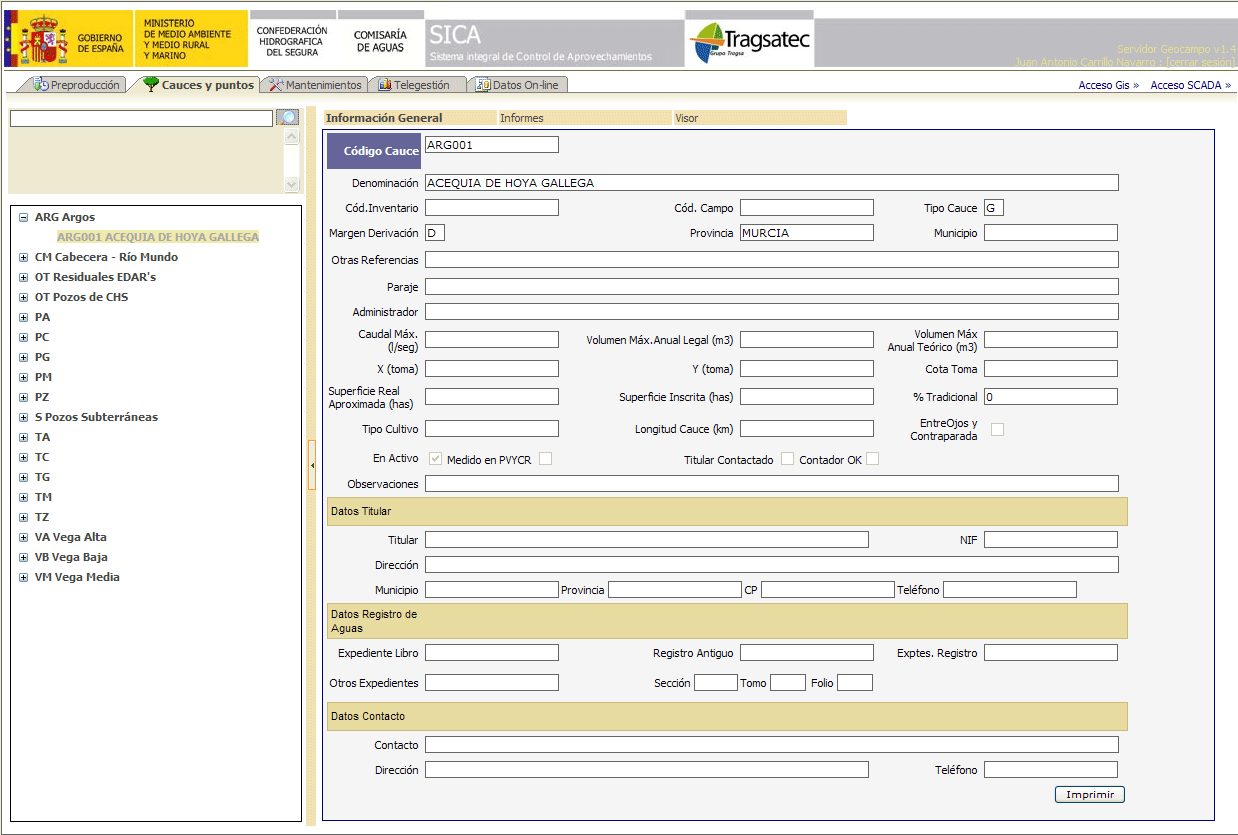 GOBIERNO
DE ESPAÑA
MINISTERIO
DE MEDIO AMBIENTE
Y MEDIO RURAL
Y MARINO
CONFEDERACIÓN
HIDROGRAFICA
DEL SEGURA
COMISARÍA
DE AGUAS
SICA
Sistema integral de Control de Aprovechamientos
Tragsatec
Grupo Tragsa
Servidor Geocampo v1.4
Juan Antonio Carrillo Navarro : [cerrar sesión]
Preproducción
Cauces y puntos
Mantenimientos
Telegestión
Datos On-line
Acceso Gis »
Acceso SCADA »
ARG Argos
ARG001 ACEQUIA DE HOYA GALLEGA
CM Cabecera - Río Mundo
OT Residuales EDAR's
OT Pozos de CHS
PA
PC
PG
PM
PZ
S Pozos Subterráneas
TA
TC
TG
TM
TZ
VA Vega Alta
VB Vega Baja
VM Vega Media
Información General Informes Visor
Código Cauce ARG001
Denominación ACEQUIA DE HOYA GALLEGA
Cód.Inventario Cód. Campo Tipo Cauce G
Margen Derivación D Provincia MURCIA Municipio
Otras Referencias
Paraje
Administrador
Caudal Máx.
(l/seg)
Volumen Máx.Anual Legal (m3)
Volumen Máx
Anual Teórico (m3)
X (toma) Y (toma) Cota Toma
Superficie Real
Aproximada (has)
Superficie Inscrita (has) % Tradicional 0
Tipo Cultivo Longitud Cauce (km)
EntreOjos y
Contraparada
En Activo Medido en PVYCR Titular Contactado Contador OK
Observaciones
Datos Titular
Titular NIF
Dirección
Municipio Provincia CP Teléfono
Datos Registro de
Aguas
Expediente Libro Registro Antiguo Exptes. Registro
Otros Expedientes Sección Tomo Folio
Datos Contacto
Contacto
Dirección Teléfono
Imprimir